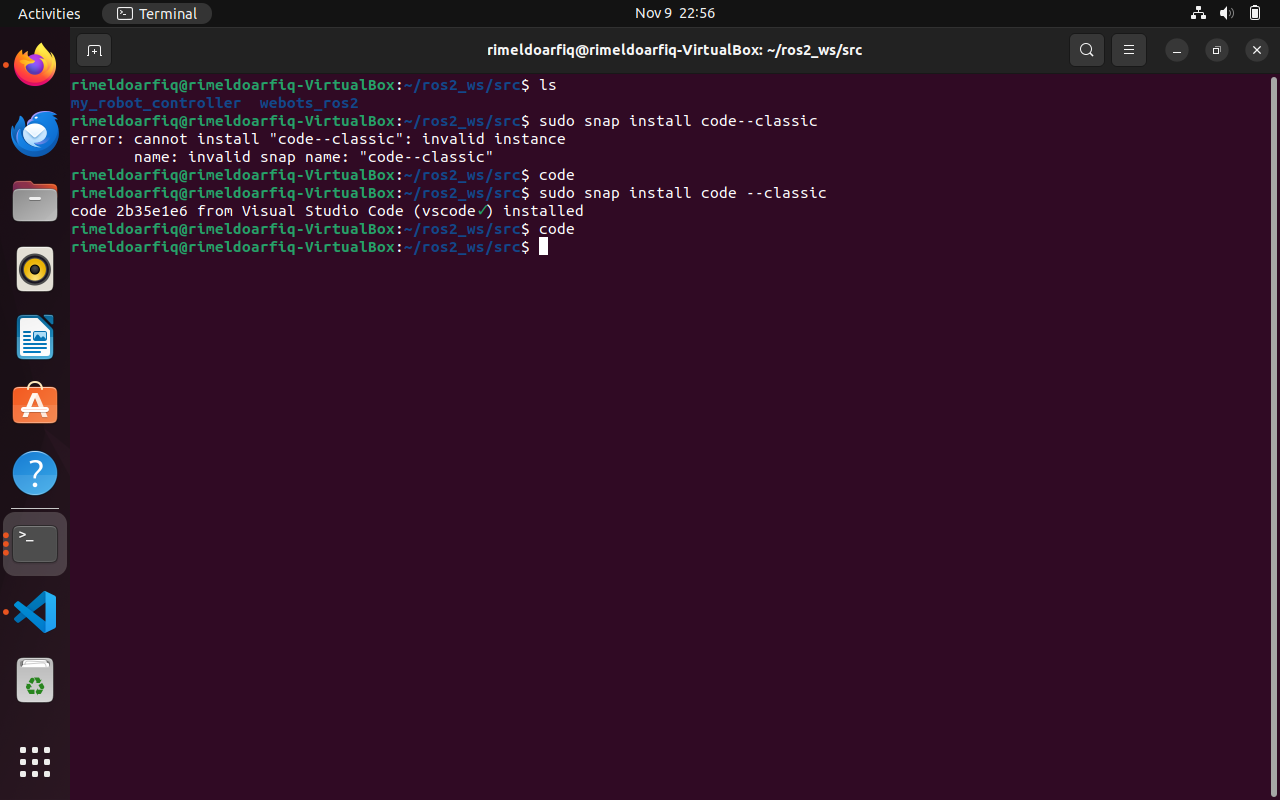 Activities
Terminal
Nov 9 22:56
rimeldoarfiq@rimeldoarfiq-VirtualBox: ~/ros2_ws/src
rimeldoarfiq@rimeldoarfiq-VirtualBox:~/ros2_ws/src$ ls
my_robot_controller  webots_ros2
rimeldoarfiq@rimeldoarfiq-VirtualBox:~/ros2_ws/src$ sudo snap install code--classic
error: cannot install "code--classic": invalid instance
       name: invalid snap name: "code--classic"
rimeldoarfiq@rimeldoarfiq-VirtualBox:~/ros2_ws/src$ code
rimeldoarfiq@rimeldoarfiq-VirtualBox:~/ros2_ws/src$ sudo snap install code --classic
code 2b35e1e6 from Visual Studio Code (vscode✓) installed
rimeldoarfiq@rimeldoarfiq-VirtualBox:~/ros2_ws/src$ code
rimeldoarfiq@rimeldoarfiq-VirtualBox:~/ros2_ws/src$